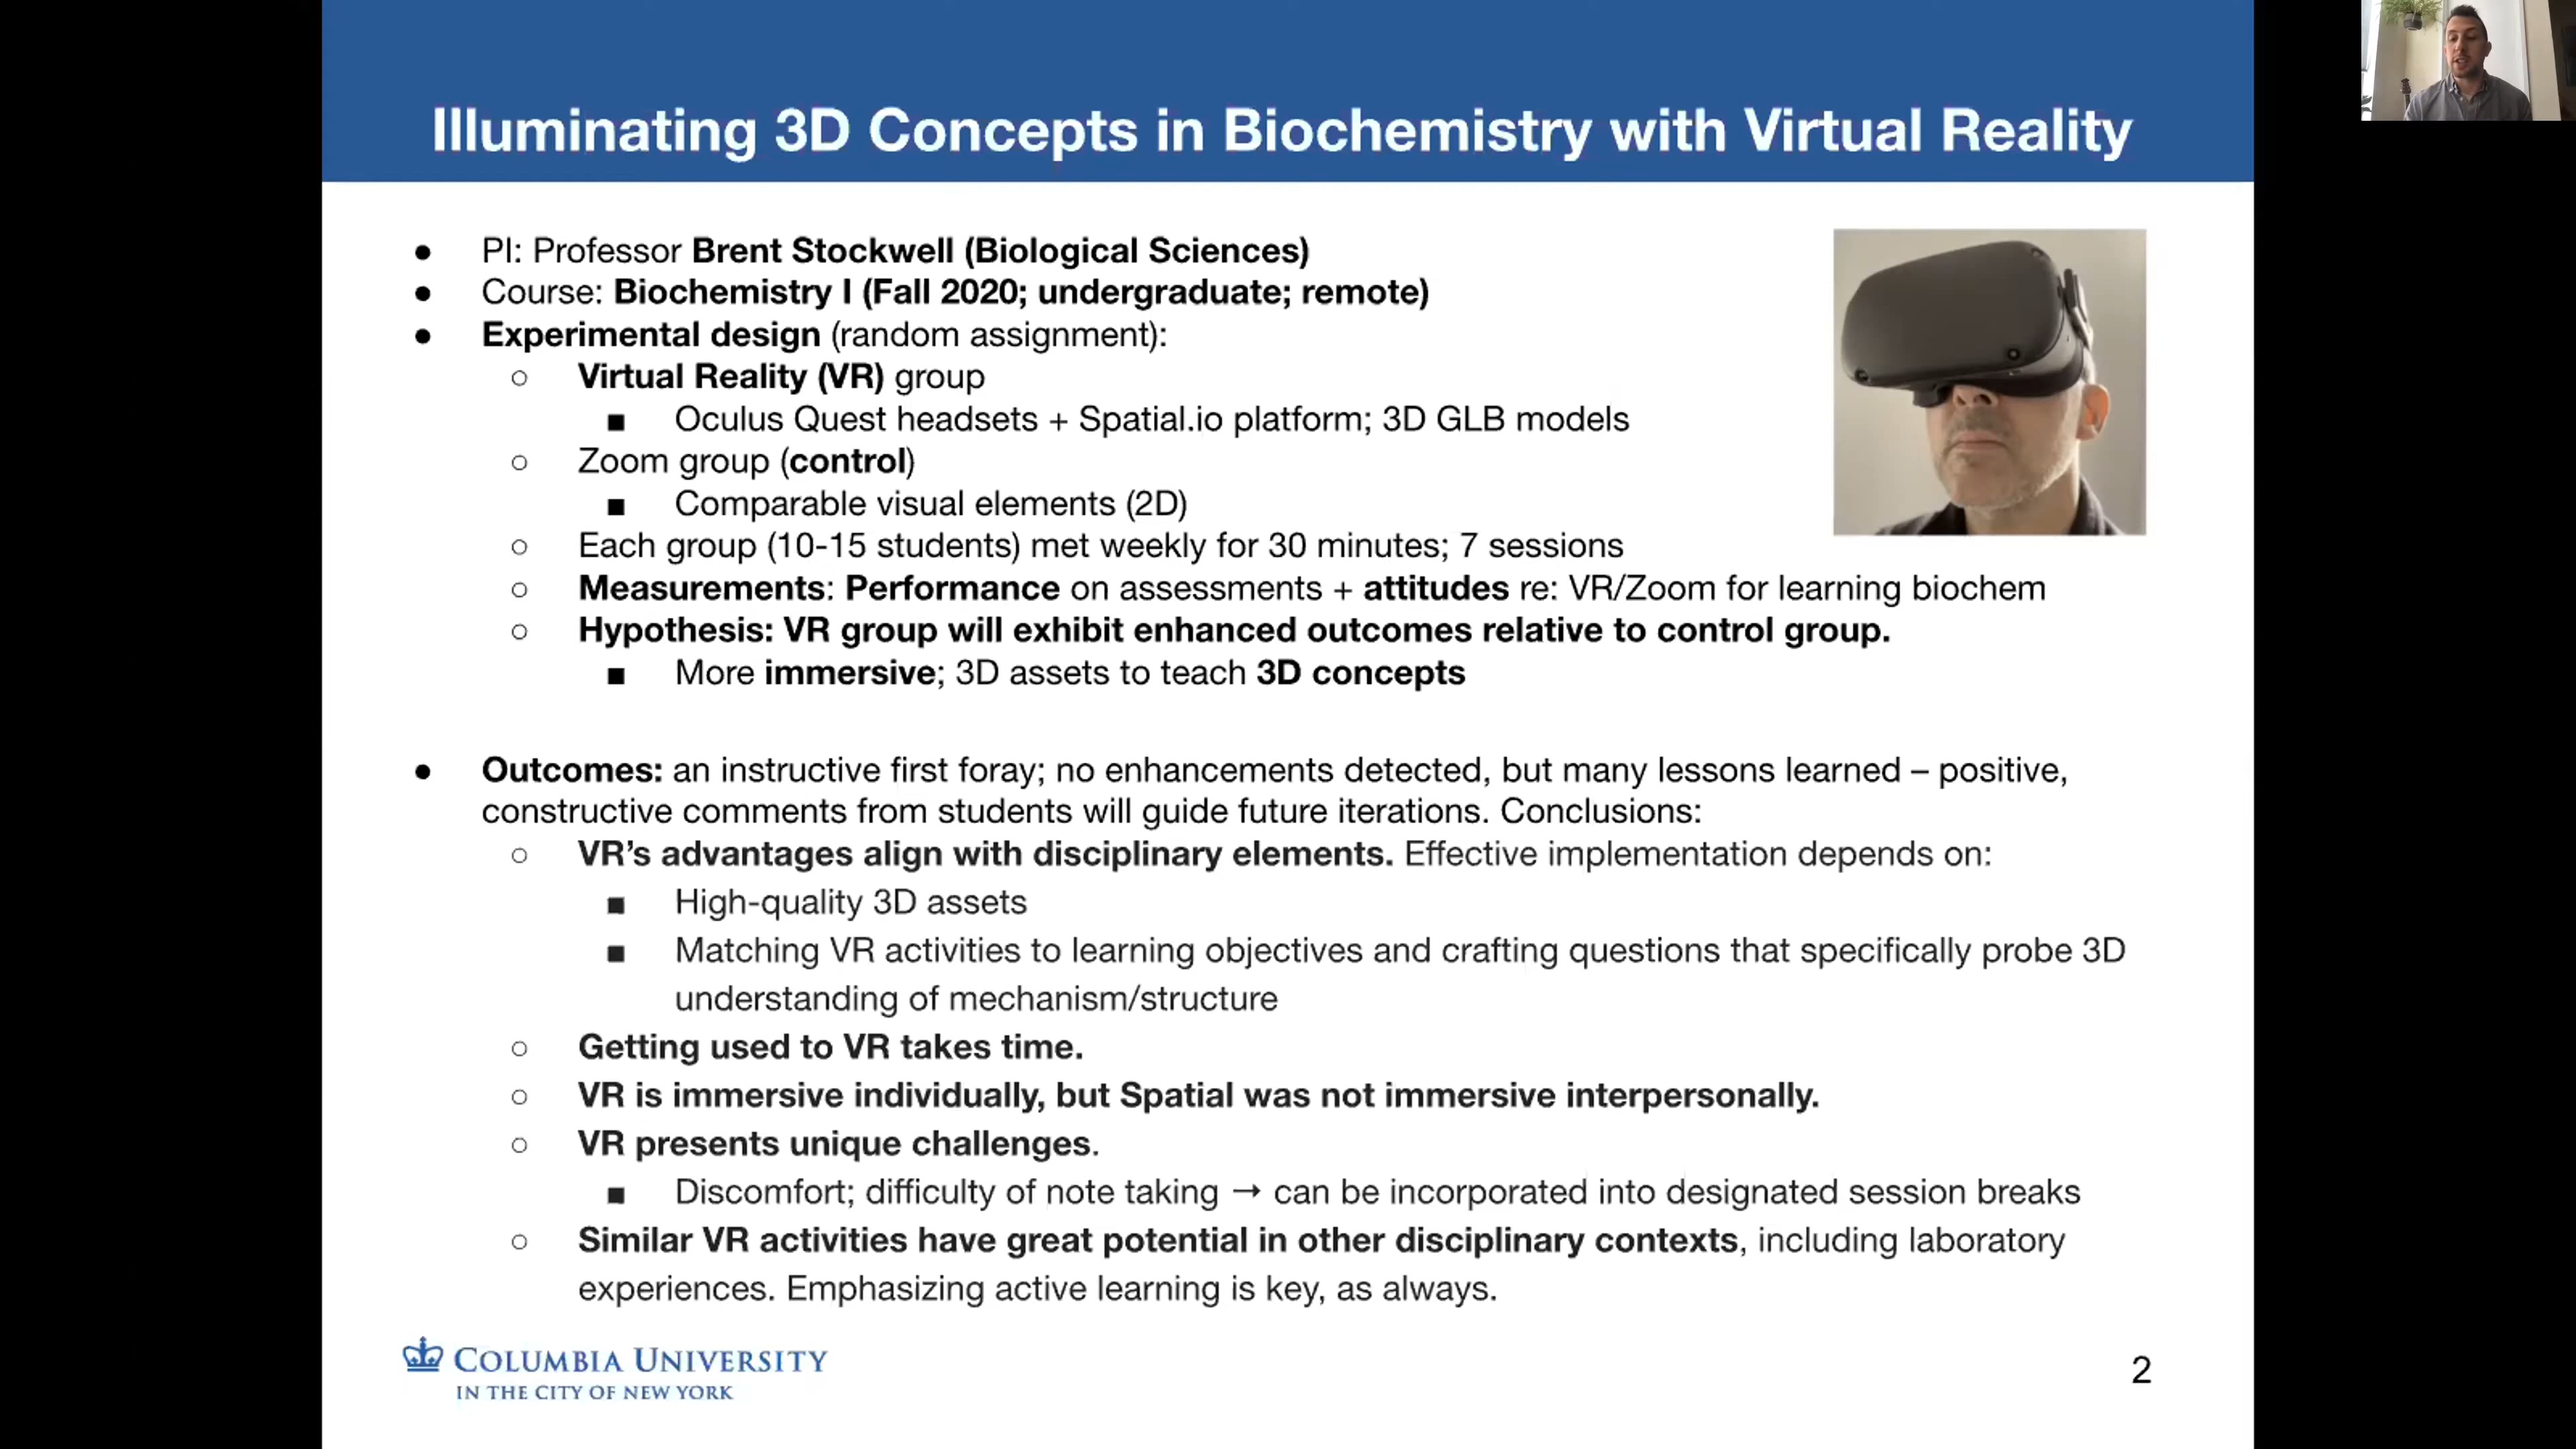 Illuminating 3D Concepts in Biochemistry with Virtual Reality
● PI: Professor Brent Stockwell (Biological Sciences)
● Course: Biochemistry I (Fall 2020; undergraduate; remote)
● Experimental design (random assignment):
○ Virtual Reality (VR) group
■ Oculus Quest headsets + Spatial.io platform; 3D GLB models
○ Zoom group (control)
■ Comparable visual elements (2D)
○ Each group (10-15 students) met weekly for 30 minutes; 7 sessions
○ Measurements: Performance on assessments + attitudes re: VR/Zoom for learning biochem
○ Hypothesis: VR group will exhibit enhanced outcomes relative to control group.
■ More immersive; 3D assets to teach 3D concepts
● Outcomes: an instructive first foray; no enhancements detected, but many lessons learned – positive,
constructive comments from students will guide future iterations. Conclusions:
○ VR’s advantages align with disciplinary elements. Effective implementation depends on:
■ High-quality 3D assets
■ Matching VR activities to learning objectives and crafting questions that specifically probe 3D
understanding of mechanism/structure
○ Getting used to VR takes time.
○ VR is immersive individually, but Spatial was not immersive interpersonally.
○ VR presents unique challenges.
■ Discomfort; difficulty of note taking → can be incorporated into designated session breaks
○ Similar VR activities have great potential in other disciplinary contexts, including laboratory
experiences. Emphasizing active learning is key, as always.
COLUMBIA UNIVERSITY
IN THE CITY OF NEW YORK
2